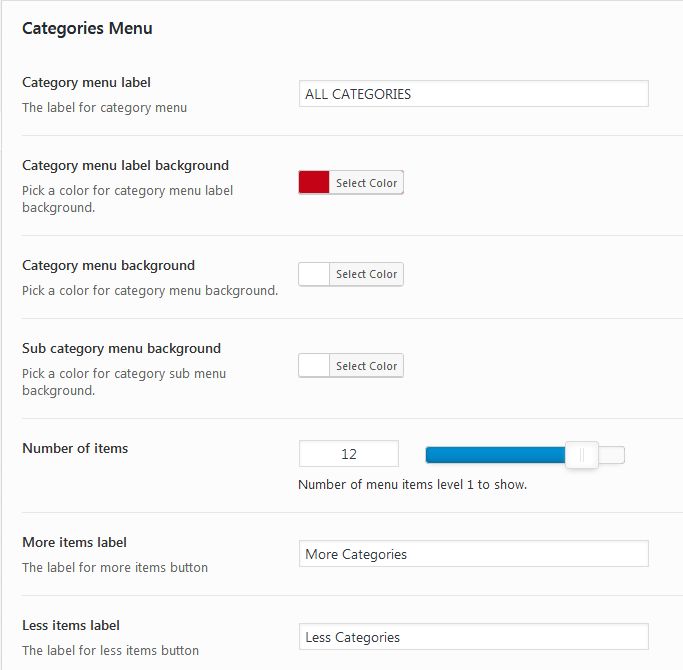 Categories Menu
Category menu label
The label for category menu
ALL CATEGORIES
Category menu label background
Pick a color for category menu label
background.
Select Color
Category menu background
Pick a color for category menu background.
Select Color
Sub category menu background
Pick a color for category sub menu
background.
Select Color
Number of items
12
Number of menu items level 1 to show.
More items label
The label for more items button
More Categories
Less items label
The label for less items button
Less Categories